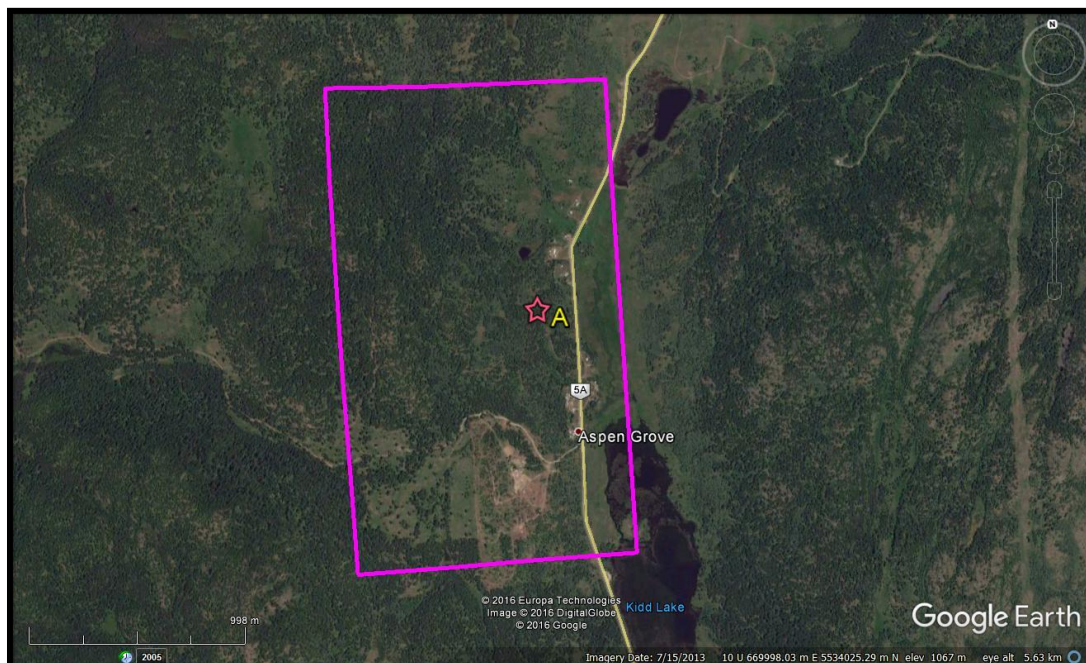 N
A
5A
Aspen Grove
© 2016 Europa Technologies
Image © 2016 DigitalGlobe
© 2016 Google
Kidd Lake
Google Earth
998 m
2005
Imagery Date: 7/15/2013 10 U 669998.03 m E 5534025.29 m N elev 1067 m eye alt 5.63 km